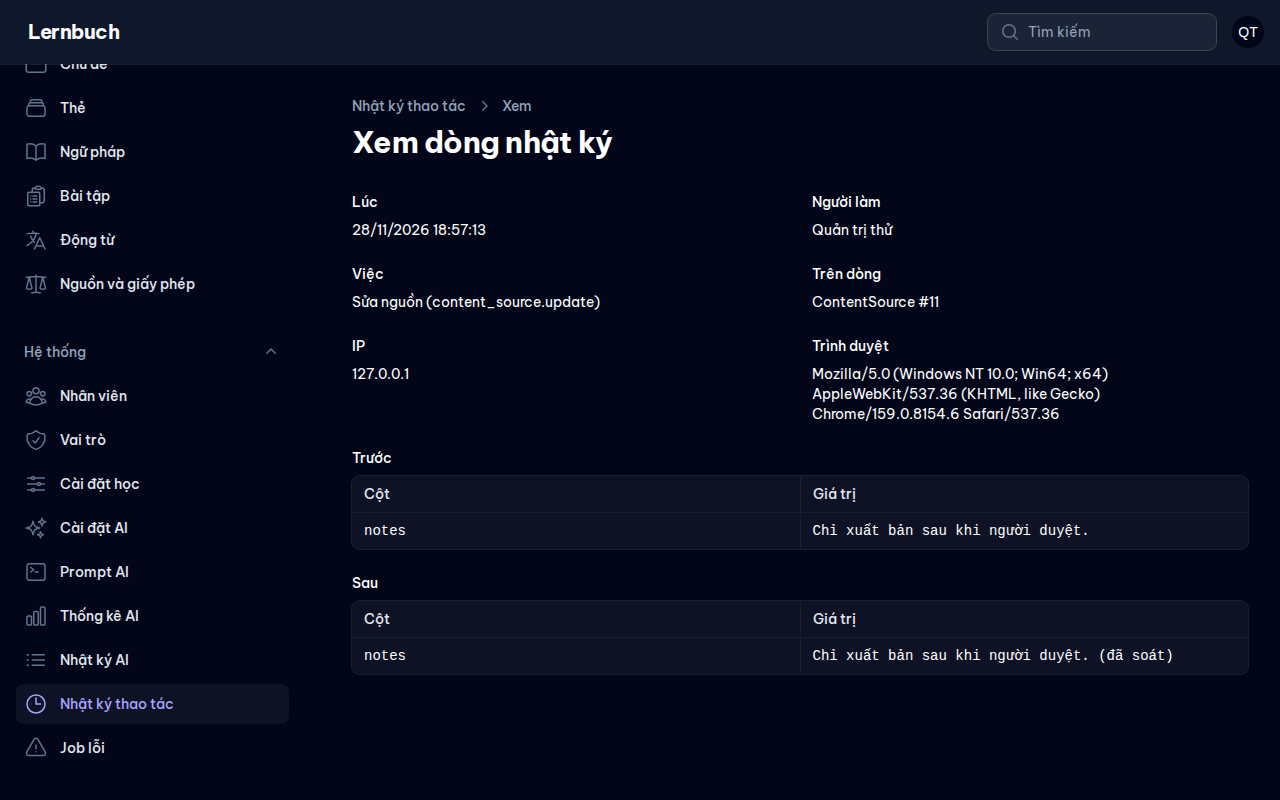 Lernbuch
Tìm kiếm
QT
Chủ đề
Thẻ
Ngữ pháp
Bài tập
Động từ
Nguồn và giấy phép
Hệ thống
Nhân viên
Vai trò
Cài đặt học
Cài đặt AI
Prompt AI
Thống kê AI
Nhật ký AI
Nhật ký thao tác
Job lỗi
Nhật ký thao tác
Xem
Xem dòng nhật ký
Lúc
28/11/2026 18:57:13
Người làm
Quản trị thử
Việc
Sửa nguồn (content_source.update)
Trên dòng
ContentSource #11
IP
127.0.0.1
Trình duyệt
Mozilla/5.0 (Windows NT 10.0; Win64; x64)
AppleWebKit/537.36 (KHTML, like Gecko)
Chrome/159.0.8154.6 Safari/537.36
Trước
Cột
Giá trị
notes
Chỉ xuất bản sau khi người duyệt.
Sau
Cột
Giá trị
notes
Chỉ xuất bản sau khi người duyệt. (đã soát)